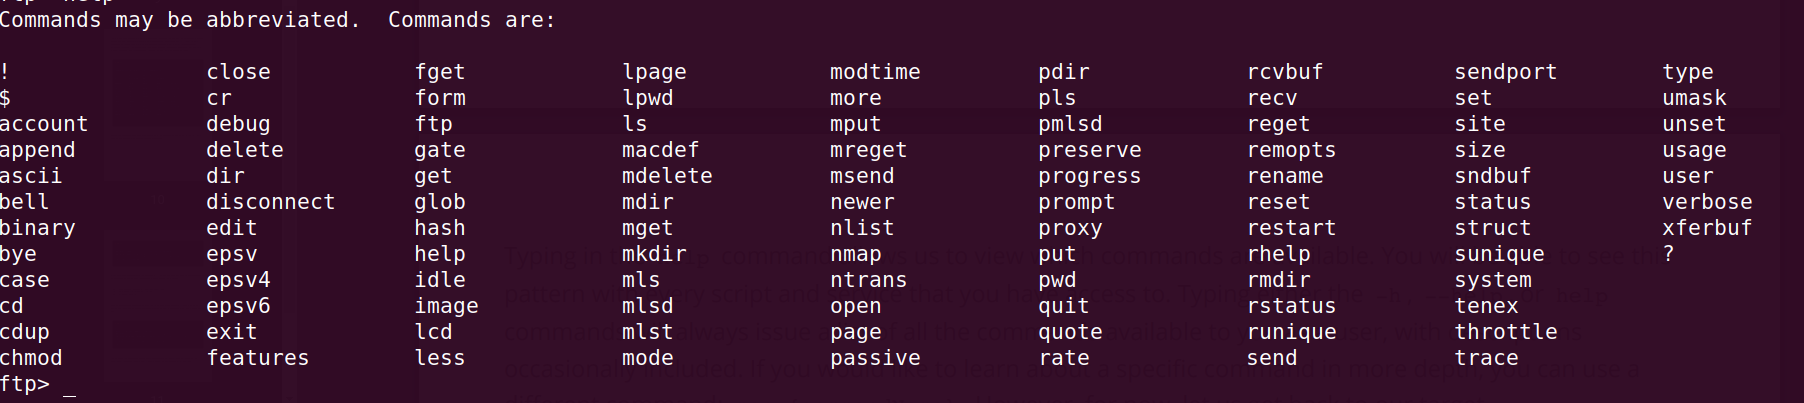 Commands may be abbreviated.  Commands are:
!  close  fget  lpage  modtime  pdir  rcvbuf  sendport  type
$  cr  form  lpwd  more  pls  recv  set  umask
account  debug  ftp  ls  mput  pmlsd  reget  site  unset
append  delete  gate  macdef  mreget  preserve  remopts  size  usage
ascii  dir  get  mdelete  msend  progress  rename  sndbuf  user
bell  disconnect  glob  mdir  newer  prompt  reset  status  verbose
binary  edit  hash  mget  nlist  proxy  restart  struct  xferbuf
bye  epsv  help  mkdir  nmap  put  rhelp  sunique  ?
case  epsv4  idle  mls  ntrans  pwd  rmdir  system
cd  epsv6  image  mlsd  open  quit  rstatus  tenex
cdup  exit  lcd  mlst  page  quote  runique  throttle
chmod  features  less  mode  passive  rate  send  trace
ftp> _